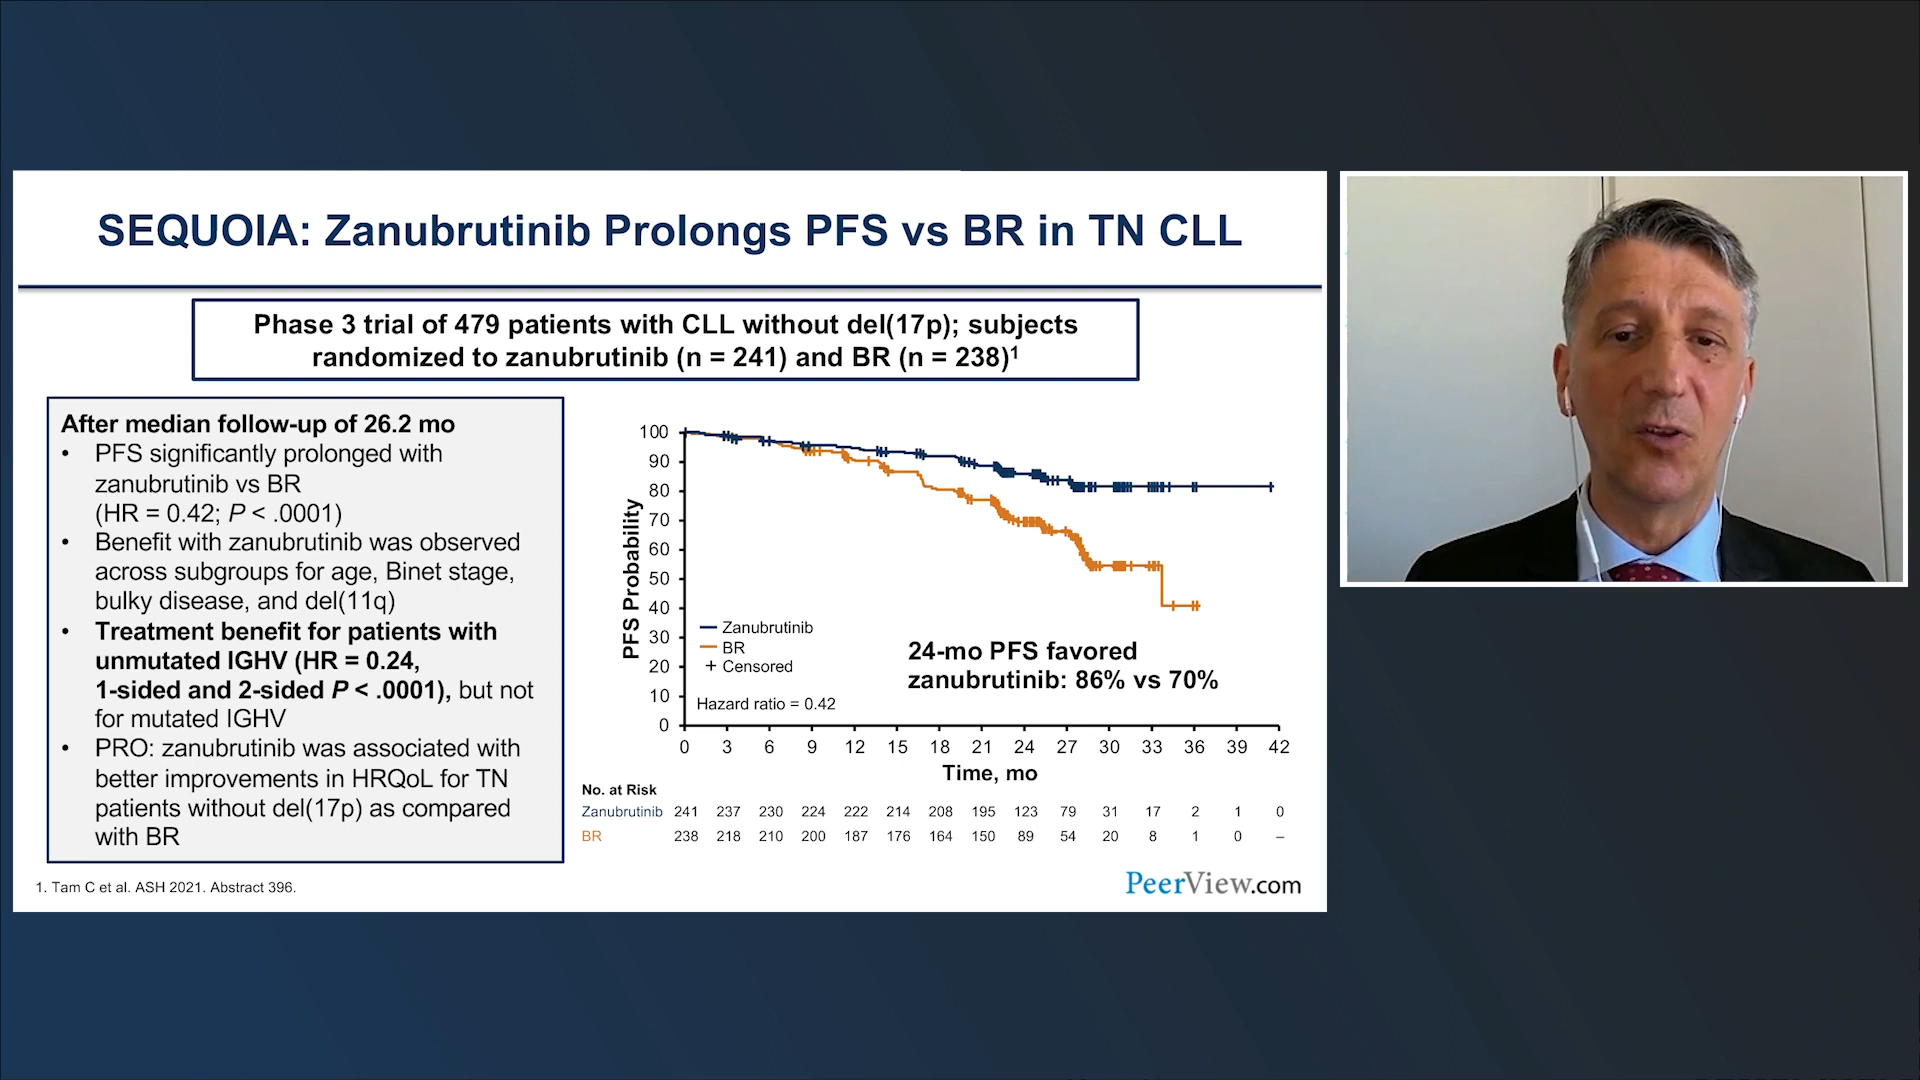 SEQUOIA: Zanubrutinib Prolongs PFS vs BR in TN CLL
Phase 3 trial of 479 patients with CLL without del(17p); subjects
randomized to zanubrutinib (n = 241) and BR (n = 238)¹
After median follow-up of 26.2 mo
• PFS significantly prolonged with
zanubrutinib vs BR
(HR = 0.42; P < .0001)
• Benefit with zanubrutinib was observed
across subgroups for age, Binet stage,
bulky disease, and del(11q)
• Treatment benefit for patients with
unmutated IGHV (HR = 0.24,
1-sided and 2-sided P < .0001), but not
for mutated IGHV
• PRO: zanubrutinib was associated with
better improvements in HRQoL for TN
patients without del(17p) as compared
with BR
PFS Probability
100
90
80
70
60
50
40
30
20
10
0
Zanubrutinib
BR
+ Censored
Hazard ratio = 0.42
24-mo PFS favored
zanubrutinib: 86% vs 70%
0 3 6 9 12 15 18 21 24 27 30 33 36 39 42
Time, mo
No. at Risk
Zanubrutinib 241 237 230 224 222 214 208 195 123 79 31 17 2 1 0
BR 238 218 210 200 187 176 164 150 89 54 20 8 1 0 –
1. Tam C et al. ASH 2021. Abstract 396.
PeerView.com